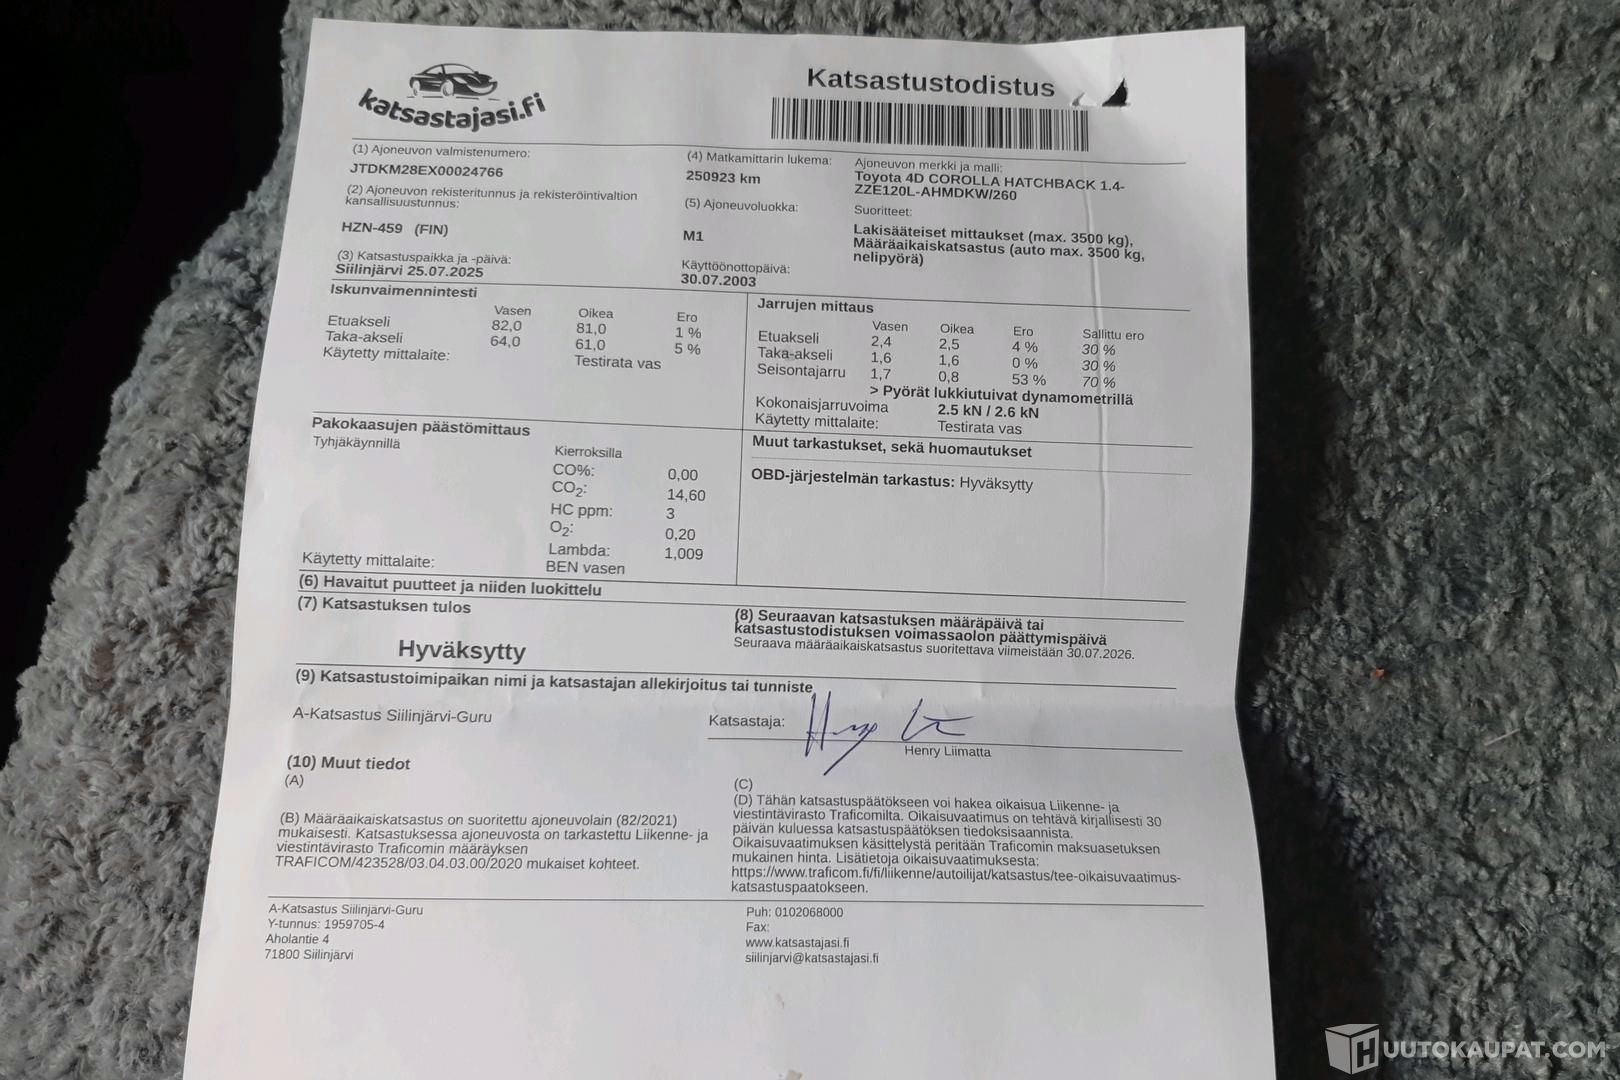 katsastajasi.fi
Katsastustodistus
(1) Ajoneuvon valmistenumero:
JTDKM28EX00024766
(4) Matkamittarin lukema:
250923 km
Ajoneuvon merkki ja malli:
Toyota 4D COROLLA HATCHBACK 1.4-
ZZE120L-AHMDKW/260
(2) Ajoneuvon rekisteritunnus ja rekisteröintivaltion
kansallisuustunnus:
HZN-459 (FIN)
(5) Ajoneuvoluokka:
M1
Suoritteet:
Lakisääteiset mittaukset (max. 3500 kg),
Määräaikaiskatsastus (auto max. 3500 kg,
nelipyörä)
(3) Katsastuspaikka ja -päivä:
Siilinjärvi 25.07.2025
Käyttöönottopäivä:
30.07.2003
Iskunvaimennintesti
Vasen Oikea Ero
Etuakseli 82,0 81,0 1 %
Taka-akseli 64,0 61,0 5 %
Käytetty mittalaite: Testirata vas
Jarrujen mittaus
Vasen Oikea Ero Sallittu ero
Etuakseli 2,4 2,5 4 % 30 %
Taka-akseli 1,6 1,6 0 % 30 %
Seisontajarru 1,7 0,8 53 % 70 %
> Pyörät lukkiutuivat dynamometrillä
Kokonaisjarruvoima 2.5 kN / 2.6 kN
Käytetty mittalaite: Testirata vas
Pakokaasujen päästömittaus
Tyhjäkäynnillä Kierroksilla
CO%: 0,00
CO2: 14,60
HC ppm: 3
O2: 0,20
Lambda: 1,009
Käytetty mittalaite: BEN vasen
Muut tarkastukset, sekä huomautukset
OBD-järjestelmän tarkastus: Hyväksytty
(6) Havaitut puutteet ja niiden luokittelu
(7) Katsastuksen tulos
Hyväksytty
(8) Seuraavan katsastuksen määräpäivä tai
katsastustodistuksen voimassaolon päättymispäivä
Seuraava määräaikaiskatsastus suoritettava viimeistään 30.07.2026.
(9) Katsastustoimipaikan nimi ja katsastajan allekirjoitus tai tunniste
A-Katsastus Siilinjärvi-Guru
Katsastaja:
Henry Liimatta
(10) Muut tiedot
(A)
(B) Määräaikaiskatsastus on suoritettu ajoneuvolain (82/2021)
mukaisesti. Katsastuksessa ajoneuvosta on tarkastettu Liikenne- ja
viestintävirasto Traficomin määräyksen
TRAFICOM/423528/03.04.03.00/2020 mukaiset kohteet.
(C)
(D) Tähän katsastuspäätökseen voi hakea oikaisua Liikenne- ja
viestintävirasto Traficomilta. Oikaisuvaatimus on tehtävä kirjallisesti 30
päivän kuluessa katsastuspäätöksen tiedoksisaannista.
Oikaisuvaatimuksen käsittelystä peritään Traficomin maksuasetuksen
mukainen hinta. Lisätietoja oikaisuvaatimuksesta:
https://www.traficom.fi/fi/liikenne/autoilijat/katsastus/tee-oikaisuvaatimus-
katsastuspaatokseen.
A-Katsastus Siilinjärvi-Guru
Y-tunnus: 1959705-4
Aholantie 4
71800 Siilinjärvi
Puh: 0102068000
Fax:
www.katsastajasi.fi
siilinjarvi@katsastajasi.fi
HUUTOKAUPAT.COM